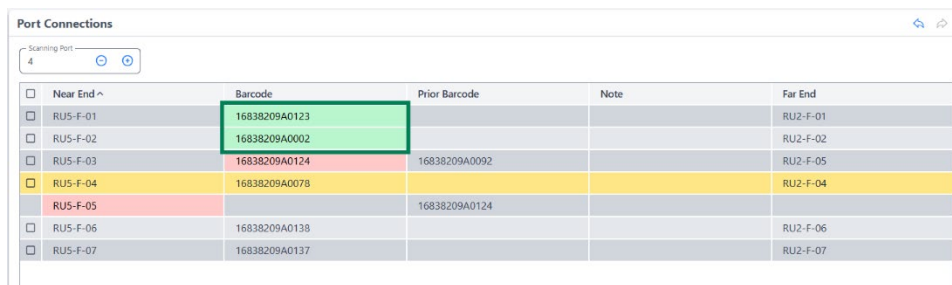 Port Connections
Scanning Port
4
Near End Barcode Prior Barcode Note Far End
RU5-F-01 16838209A0123 RU2-F-01
RU5-F-02 16838209A0002 RU2-F-02
RU5-F-03 16838209A0124 16838209A0092 RU2-F-05
RU5-F-04 16838209A0078 RU2-F-04
RU5-F-05 16838209A0124
RU5-F-06 16838209A0138 RU2-F-06
RU5-F-07 16838209A0137 RU2-F-07